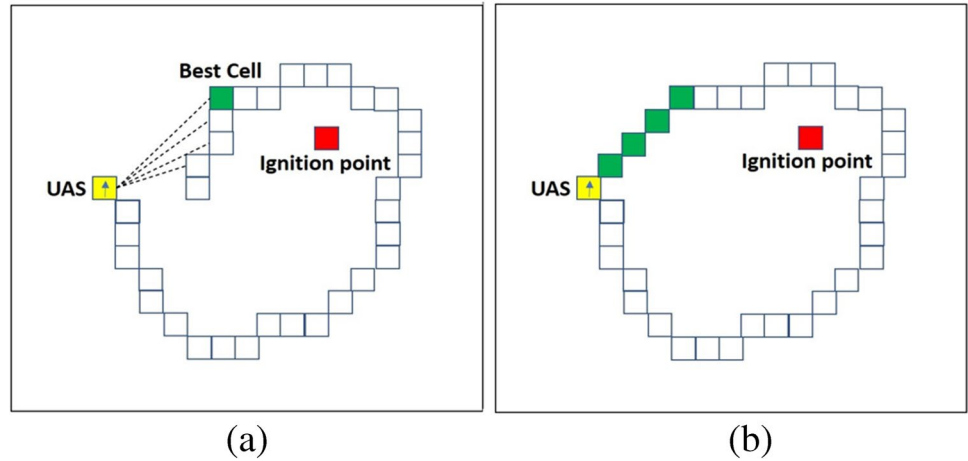 Best Cell
Ignition point
UAS
(a)
Ignition point
UAS
(b)